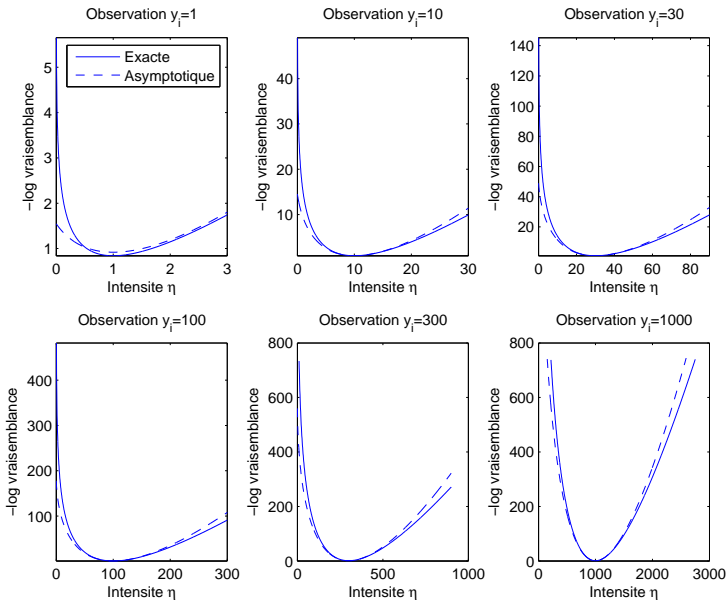 Observation y_i=1
Observation y_i=10
Observation y_i=30
5
4
3
2
1
0
1
2
3
Exacte
Asymptotique
−log vraisemblance
Intensite η
40
30
20
10
0
10
20
30
−log vraisemblance
Intensite η
140
120
100
80
60
40
20
0
20
40
60
80
−log vraisemblance
Intensite η
Observation y_i=100
Observation y_i=300
Observation y_i=1000
400
300
200
100
0
100
200
300
−log vraisemblance
Intensite η
800
600
400
200
0
0
500
1000
−log vraisemblance
Intensite η
800
600
400
200
0
0
1000
2000
3000
−log vraisemblance
Intensite η